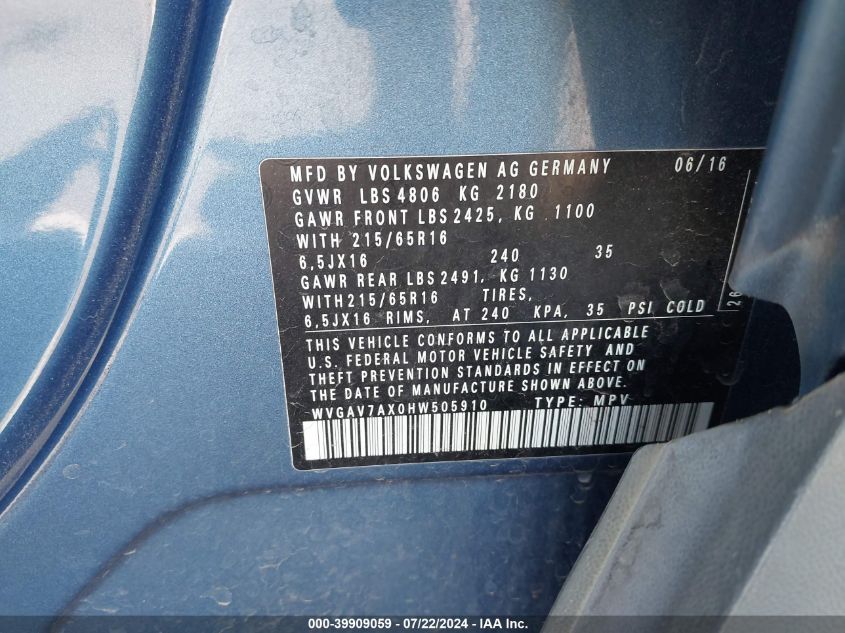 MFD BY VOLKSWAGEN AG GERMANY 06/16
GVWR LBS 4806 KG 2180
GAWR FRONT LBS 2425, KG 1100
WITH 215/65R16
6,5JX16 240 35
GAWR REAR LBS 2491, KG 1130
WITH215/65R16 TIRES,
6,5JX16 RIMS, AT 240 KPA, 35 PSI COLD
THIS VEHICLE CONFORMS TO ALL APPLICABLE
U.S. FEDERAL MOTOR VEHICLE SAFETY AND
THEFT PREVENTION STANDARDS IN EFFECT ON
THE DATE OF MANUFACTURE SHOWN ABOVE.
WVGAV7AX0HW505910 TYPE: MPV
000-39909059 - 07/22/2024 - IAA Inc.